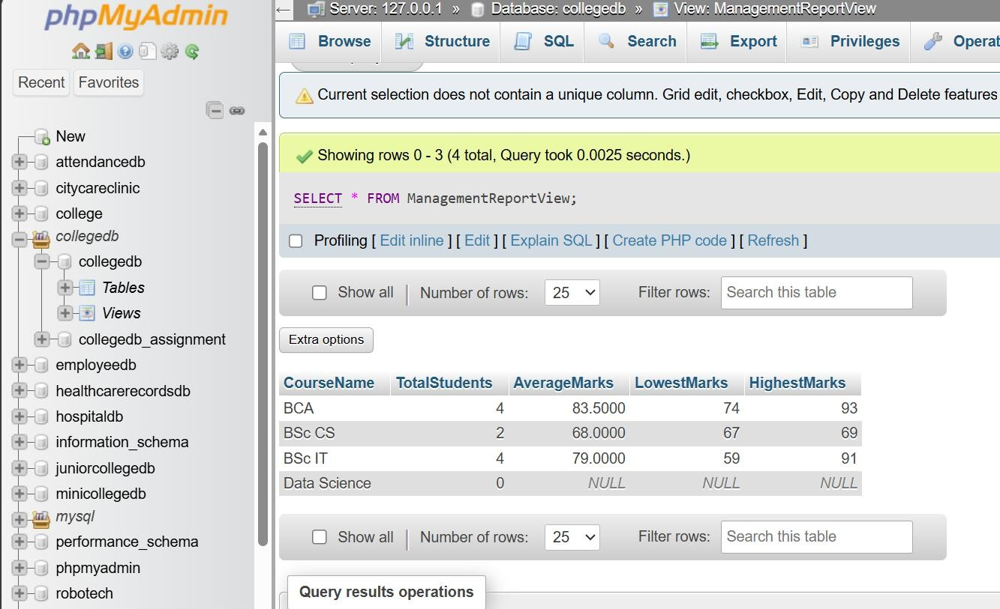 phpMyAdmin
Recent Favorites
New
attendancedb
citycareclinic
college
collegedb
collegedb
Tables
Views
collegedb_assignment
employeedb
healthcarerecordsdb
hospitaldb
information_schema
juniorcollegedb
minicollegedb
mysql
performance_schema
phpmyadmin
robotech
Server: 127.0.0.1 » Database: collegedb » View: ManagementReportView
Browse Structure SQL Search Export Privileges Operat
Current selection does not contain a unique column. Grid edit, checkbox, Edit, Copy and Delete features
Showing rows 0 - 3 (4 total, Query took 0.0025 seconds.)
SELECT * FROM ManagementReportView;
Profiling [ Edit inline ] [ Edit ] [ Explain SQL ] [ Create PHP code ] [ Refresh ]
Show all | Number of rows: 25 Filter rows: Search this table
Extra options
CourseName TotalStudents AverageMarks LowestMarks HighestMarks
BCA 4 83.5000 74 93
BSc CS 2 68.0000 67 69
BSc IT 4 79.0000 59 91
Data Science 0 NULL NULL NULL
Show all | Number of rows: 25 Filter rows: Search this table
Query results operations